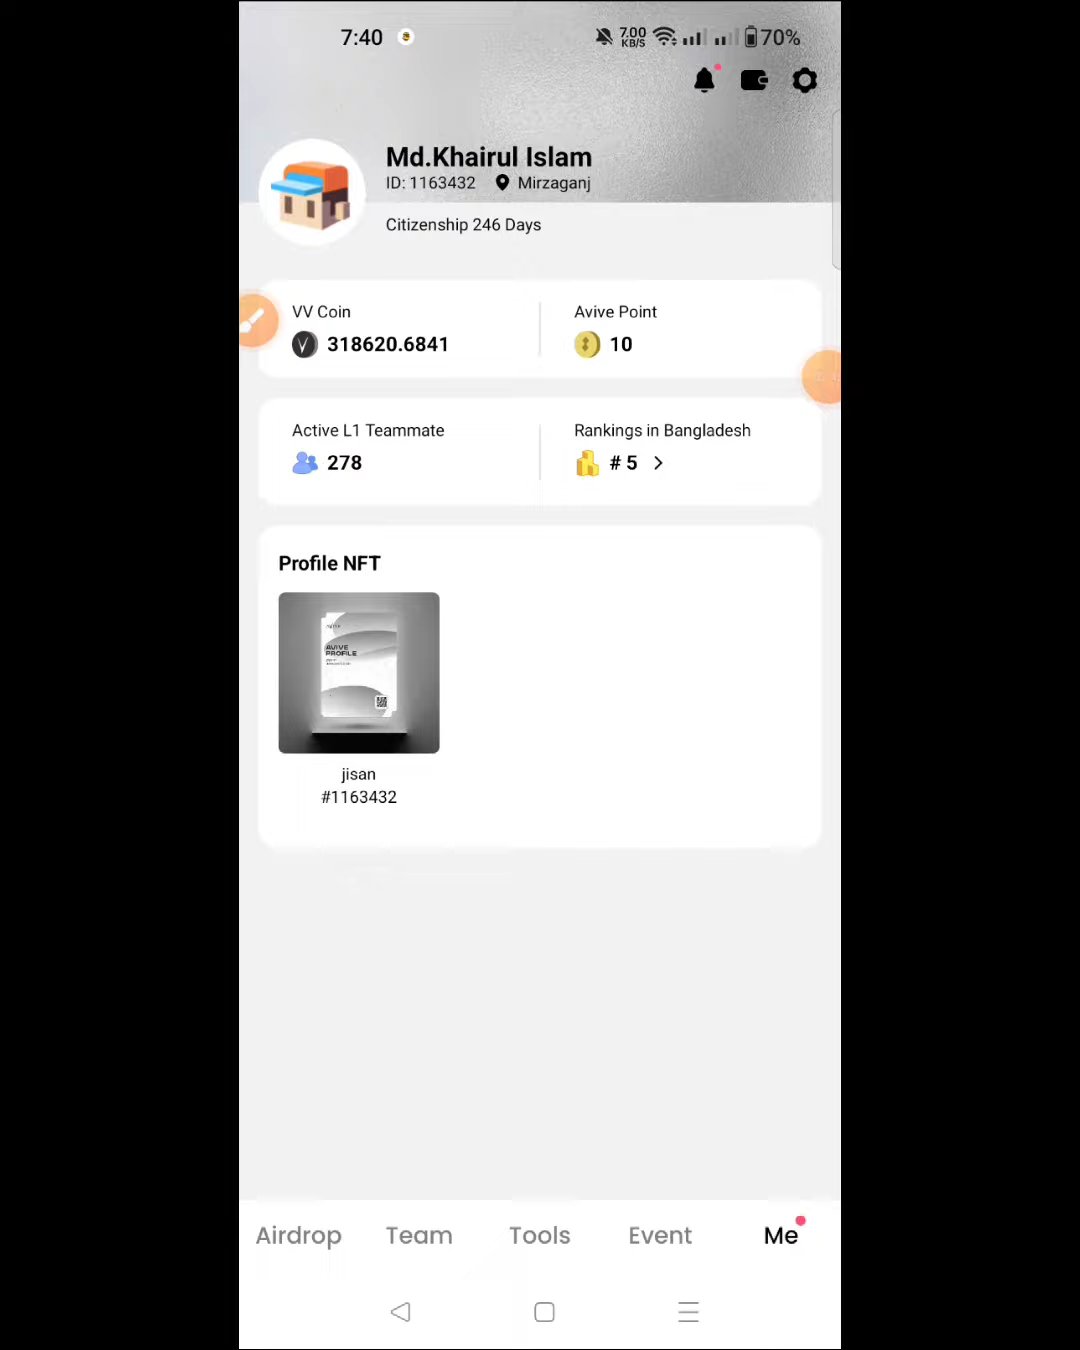 7:40
7.00
KB/S
70%
Md.Khairul Islam
ID: 1163432
Mirzaganj
Citizenship 246 Days
VV Coin
Avive Point
318620.6841
10
Active L1 Teammate
Rankings in Bangladesh
278
# 5 >
Profile NFT
AVIVE
PROFILE
jisan
#1163432
Airdrop
Team
Tools
Event
Me